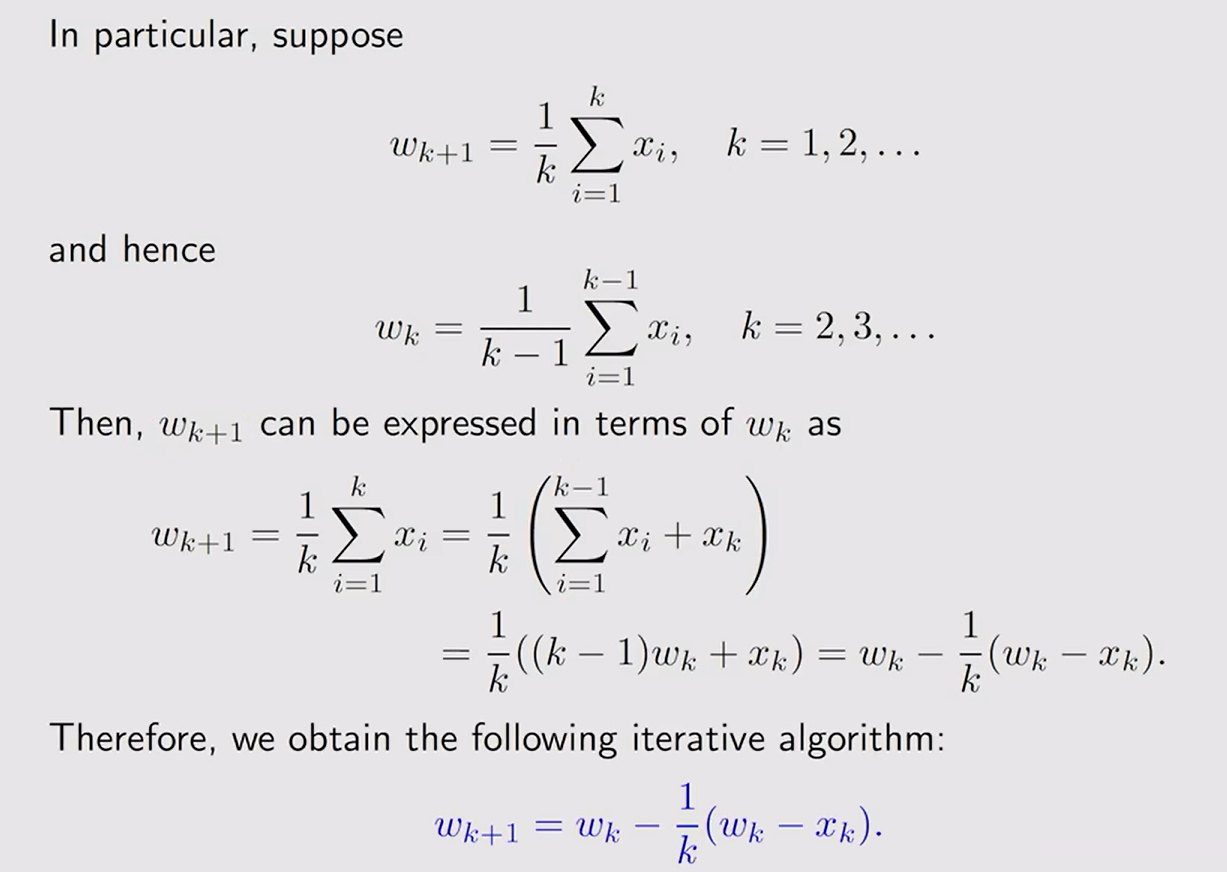 In particular, suppose
$w_{k+1} = \frac{1}{k} \sum_{i=1}^{k} x_i, \quad k = 1, 2, \ldots$
and hence
$w_k = \frac{1}{k-1} \sum_{i=1}^{k-1} x_i, \quad k = 2, 3, \ldots$
Then, $w_{k+1}$ can be expressed in terms of $w_k$ as
$w_{k+1} = \frac{1}{k} \sum_{i=1}^{k} x_i = \frac{1}{k} \left( \sum_{i=1}^{k-1} x_i + x_k \right)$
$= \frac{1}{k}((k-1)w_k + x_k) = w_k - \frac{1}{k}(w_k - x_k).$
Therefore, we obtain the following iterative algorithm:
$w_{k+1} = w_k - \frac{1}{k}(w_k - x_k).$